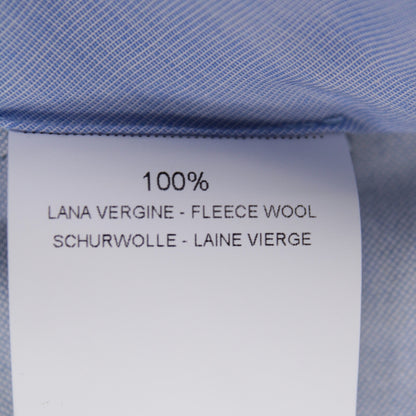 100%
LANA VERGINE - FLEECE WOOL
SCHURWOLLE - LAINE VIERGE